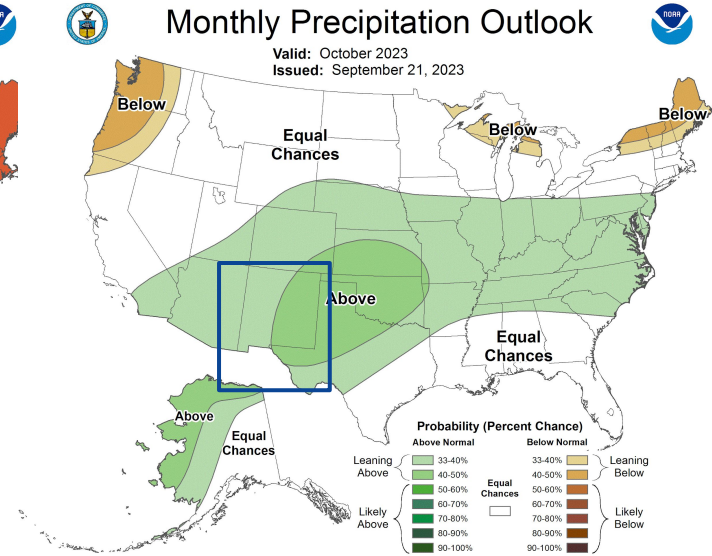 Monthly Precipitation Outlook
Valid: October 2023
Issued: September 21, 2023
NOAA
Below
Equal
Chances
Below
Below
Above
Equal
Chances
Above
Equal
Chances
Probability (Percent Chance)
Above Normal
Below Normal
Leaning
Above
33-40%
40-50%
Likely
Above
50-60%
60-70%
70-80%
80-90%
90-100%
Equal
Chances
33-40%
40-50%
Leaning
Below
50-60%
60-70%
70-80%
80-90%
90-100%
Likely
Below